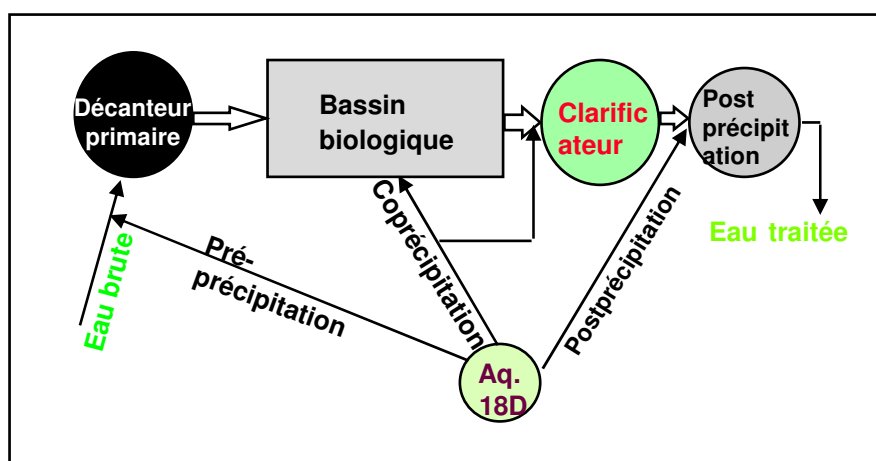 Décanteur
primaire
Bassin
biologique
Clarific
ateur
Post
précipit
ation
Eau traitée
Eau brute
Pré-
précipitation
Coprécipitation
Postprécipitation
Aq.
18D